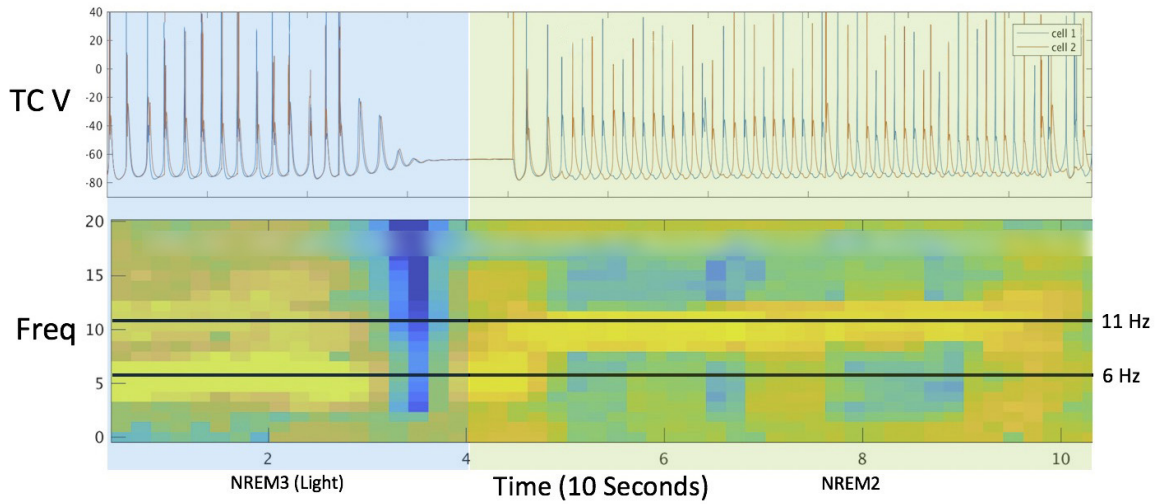 40
20
0
-20
-40
-60
-80
TC V
cell 1
cell 2
20
15
10
5
0
Freq
11 Hz
6 Hz
2
4
6
8
10
NREM3 (Light)
Time (10 Seconds)
NREM2